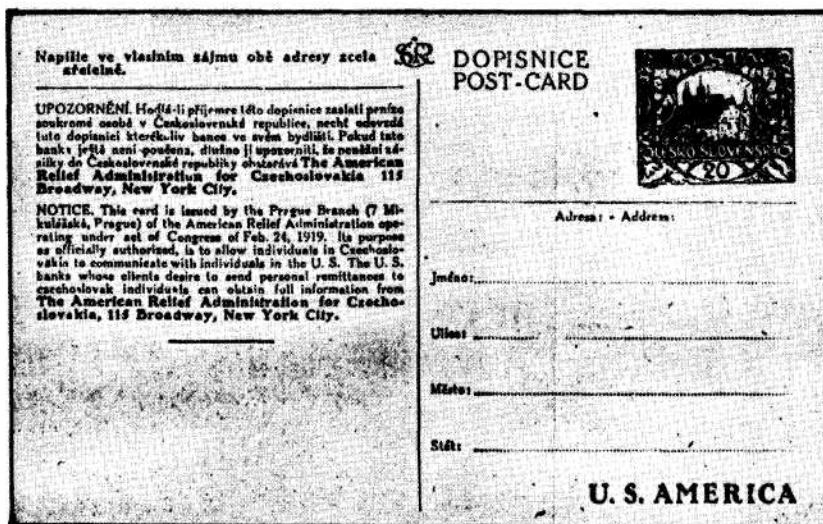 Napište ve vlastním zájmu obě adresy zcela
zřetelně.
UPOZORNĚNÍ. Hodlá-li příjemce této dopisnice zaslati peníze
soukromé osobě v Československé republice, nechť odevzdá
tuto dopisnici kterékoliv bance ve svém bydlišti. Pokud tato
banka ještě není poučena, dlužno ji upozorniti, že peněžní zá-
silky do Československé republiky obstarává The American
Relief Administration for Czechoslovakia 115
Broadway, New York City.
NOTICE. This card is issued by the Prague Branch (7 Mi-
kulášská, Prague) of the American Relief Administration ope-
rating under act of Congress of Feb. 24, 1919. Its purpose
as officially authorized, is to allow individuals in Czechoslo-
vakia to communicate with individuals in the U. S. The U. S.
banks whose clients desire to send personal remittances to
czechoslovak individuals can obtain full information from
The American Relief Administration for Czecho-
slovakia, 115 Broadway, New York City.
DOPISNICE
POST-CARD
POŠTA
ČESKO SLOVENSKO
20
Adresa: - Address:
Jméno:
Ulice:
Město:
Stát:
U. S. AMERICA